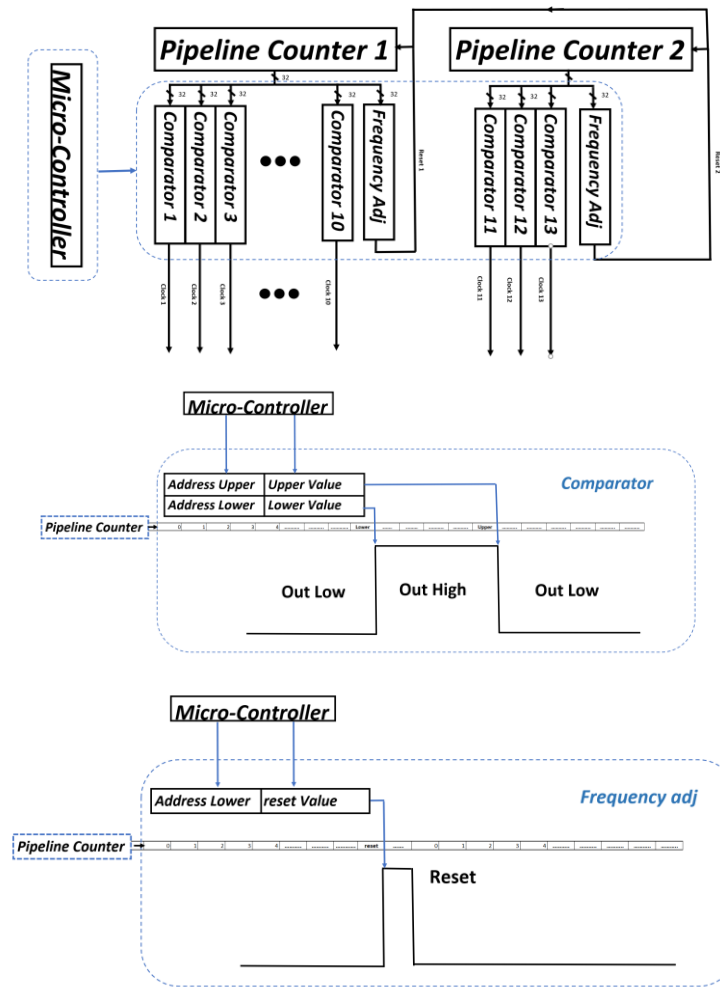 Pipeline Counter 1
Pipeline Counter 2
Micro-Controller
32
32
32
32
32
32
32
32
32
32
Comparator 1
Comparator 2
Comparator 3
Comparator 10
Frequency Adj
Reset 1
Comparator 11
Comparator 12
Comparator 13
Frequency Adj
Reset 2
Clock 1
Clock 2
Clock 3
Clock 10
Clock 11
Clock 12
Clock 13
Micro-Controller
Address Upper Upper Value
Address Lower Lower Value
Comparator
Pipeline Counter
0 1 2 3 4 ......... ......... ......... Lower ...... ......... ......... ......... Upper ......... ......... ......... ......... ......... .........
Out Low
Out High
Out Low
Micro-Controller
Address Lower reset Value
Frequency adj
Pipeline Counter
0 1 2 3 4 ......... ......... ......... reset ...... 0 1 2 3 4 ......... ......... ......... ......... .........
Reset